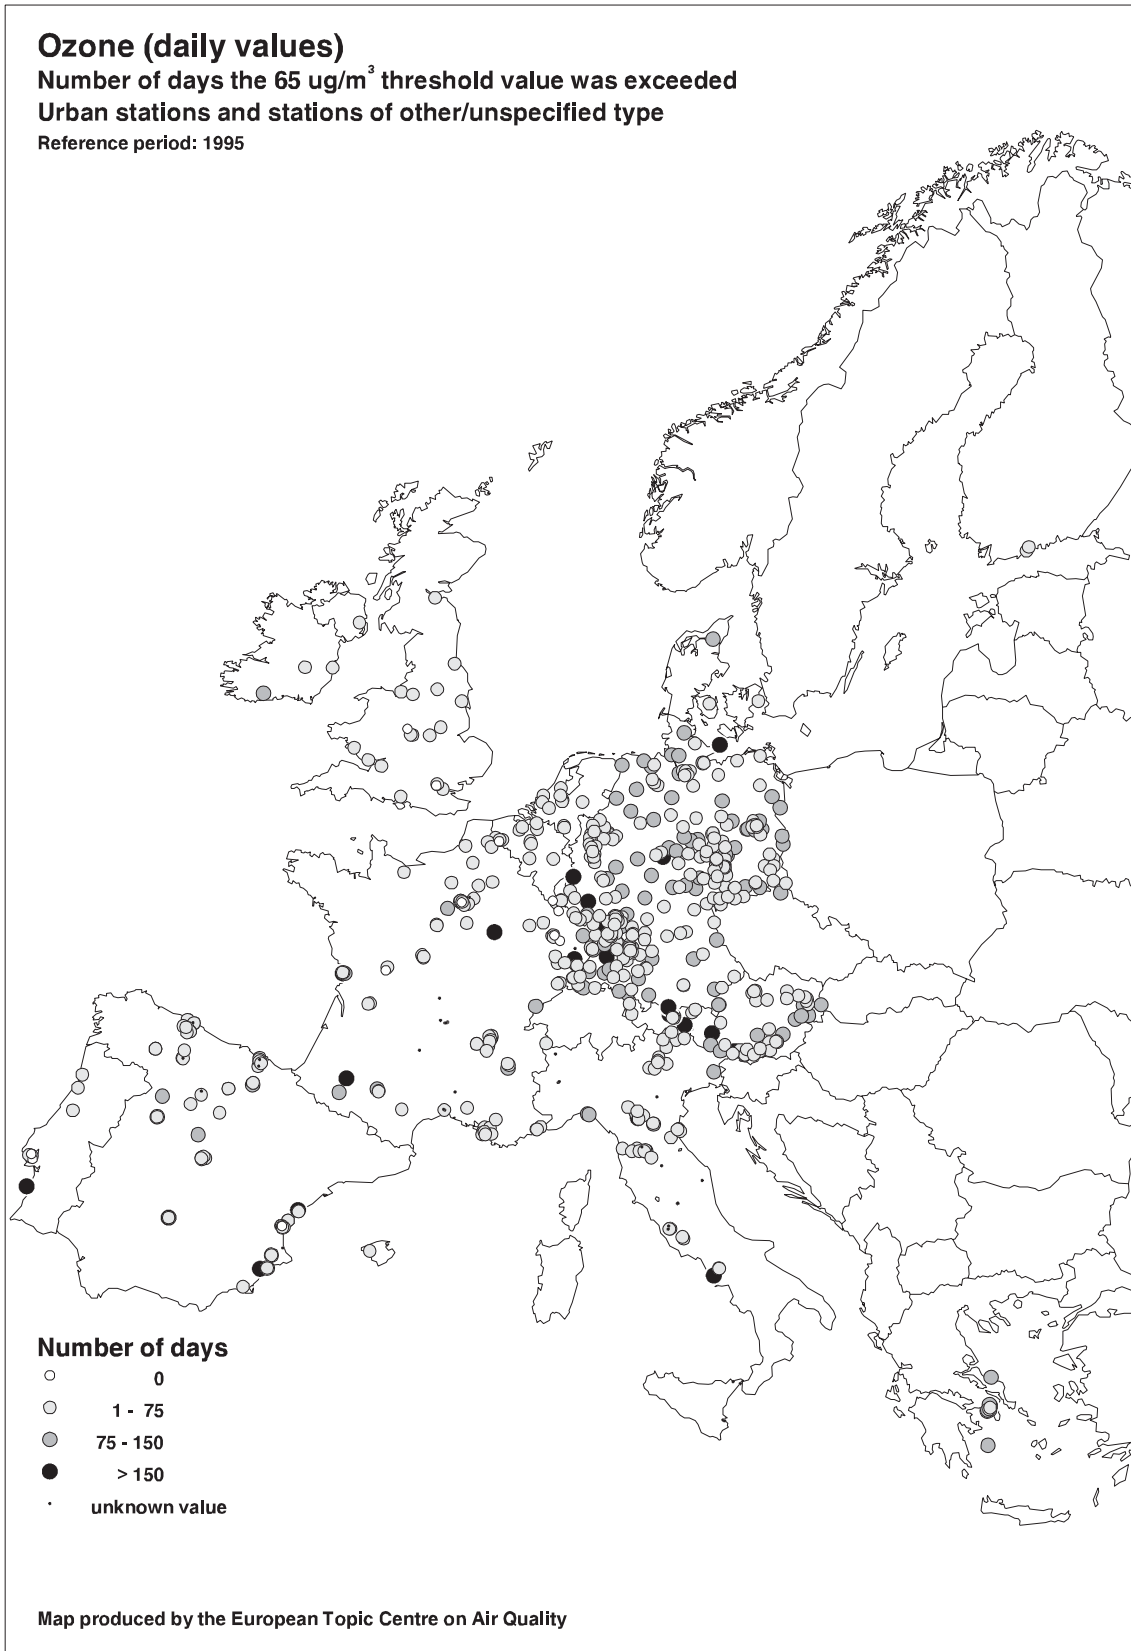 Ozone (daily values)
Number of days the 65 ug/m³ threshold value was exceeded
Urban stations and stations of other/unspecified type
Reference period: 1995
Number of days
0
1 - 75
75 - 150
> 150
unknown value
Map produced by the European Topic Centre on Air Quality